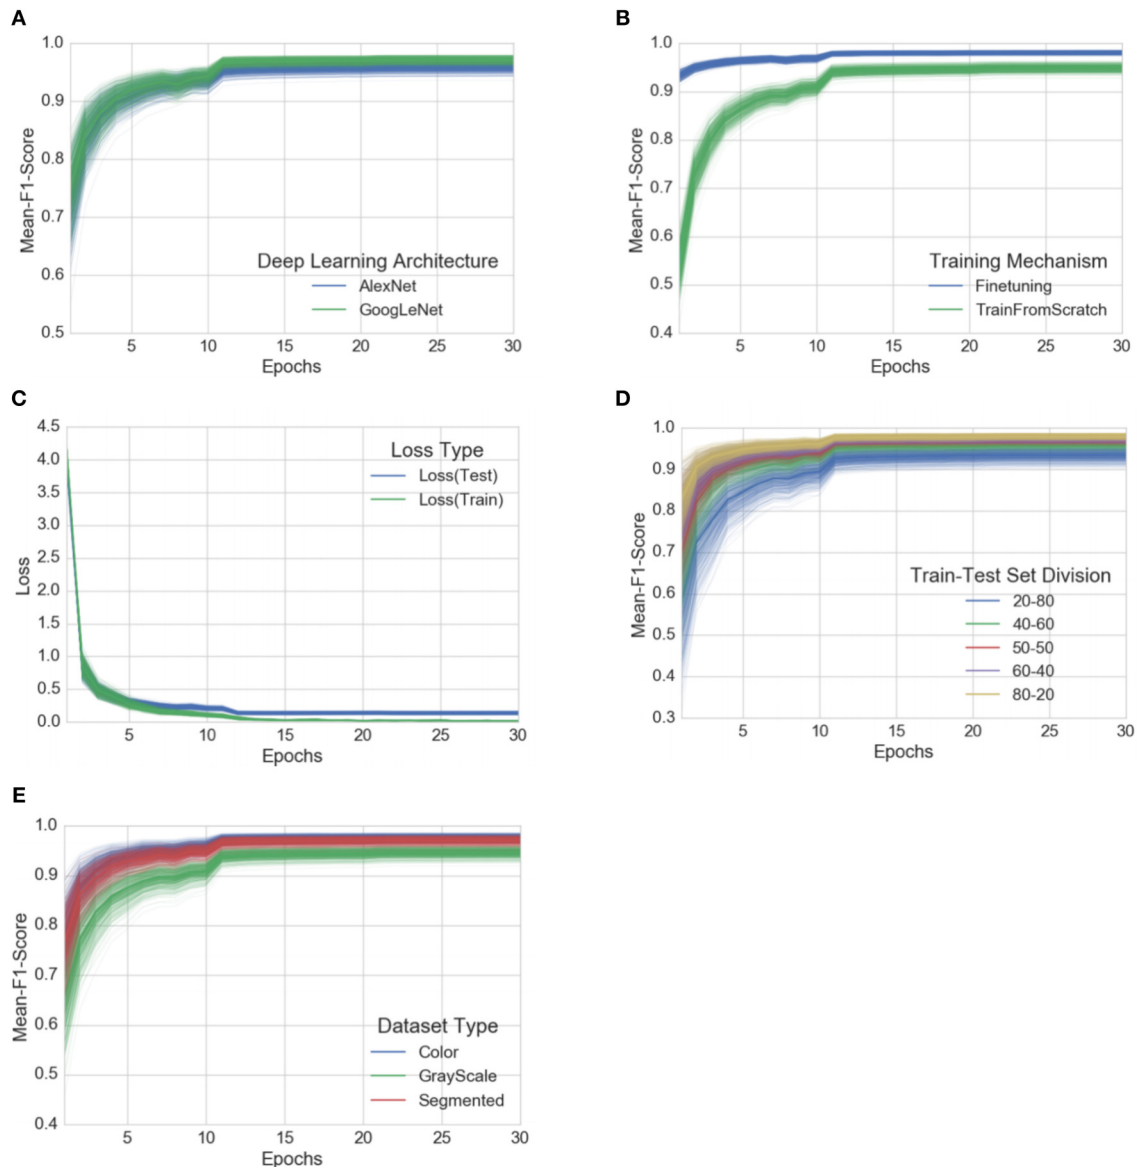 A
1.0
0.9
0.8
0.7
0.6
0.5
Mean-F1-Score
Deep Learning Architecture
AlexNet
GoogLeNet
5 10 15 20 25 30
Epochs
B
1.0
0.9
0.8
0.7
0.6
0.5
0.4
Mean-F1-Score
Training Mechanism
Finetuning
TrainFromScratch
5 10 15 20 25 30
Epochs
C
4.5
4.0
3.5
3.0
2.5
2.0
1.5
1.0
0.5
0.0
Loss
Loss Type
Loss(Test)
Loss(Train)
5 10 15 20 25 30
Epochs
D
1.0
0.9
0.8
0.7
0.6
0.5
0.4
0.3
Mean-F1-Score
Train-Test Set Division
20-80
40-60
50-50
60-40
80-20
5 10 15 20 25 30
Epochs
E
1.0
0.9
0.8
0.7
0.6
0.5
0.4
Mean-F1-Score
Dataset Type
Color
GrayScale
Segmented
5 10 15 20 25 30
Epochs